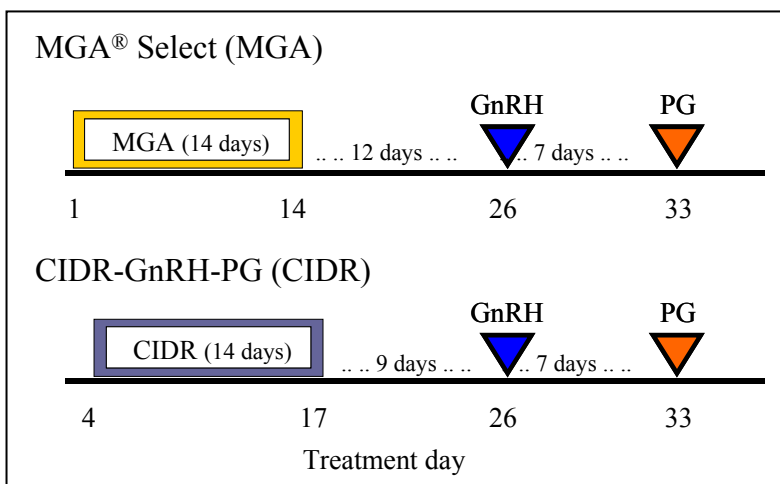 MGA® Select (MGA)
GnRH PG
MGA (14 days)
.. .. 12 days .. .. .. .. 7 days .. ..
1 14 26 33
CIDR-GnRH-PG (CIDR)
GnRH PG
CIDR (14 days)
.. .. 9 days .. .. .. .. 7 days .. ..
4 17 26 33
Treatment day